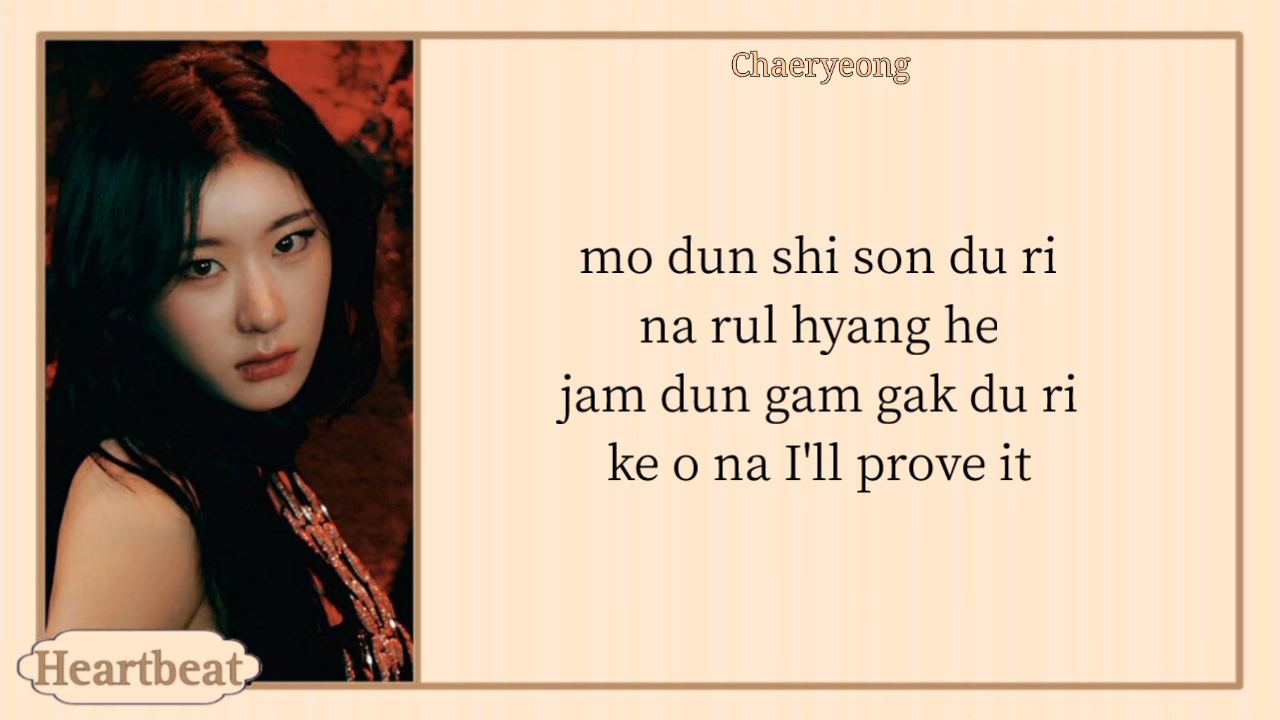 Chaeryeong
mo dun shi son du ri
na rul hyang he
jam dun gam gak du ri
ke o na I'll prove it
Heartbeat